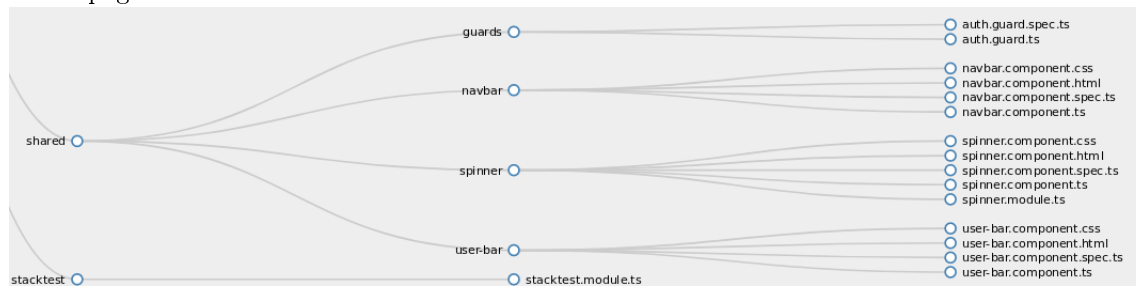 guards
auth.guard.spec.ts
auth.guard.ts
navbar
navbar.component.css
navbar.component.html
navbar.component.spec.ts
navbar.component.ts
shared
spinner
spinner.component.css
spinner.component.html
spinner.component.spec.ts
spinner.component.ts
spinner.module.ts
user-bar
user-bar.component.css
user-bar.component.html
user-bar.component.spec.ts
user-bar.component.ts
stacktest
stacktest.module.ts